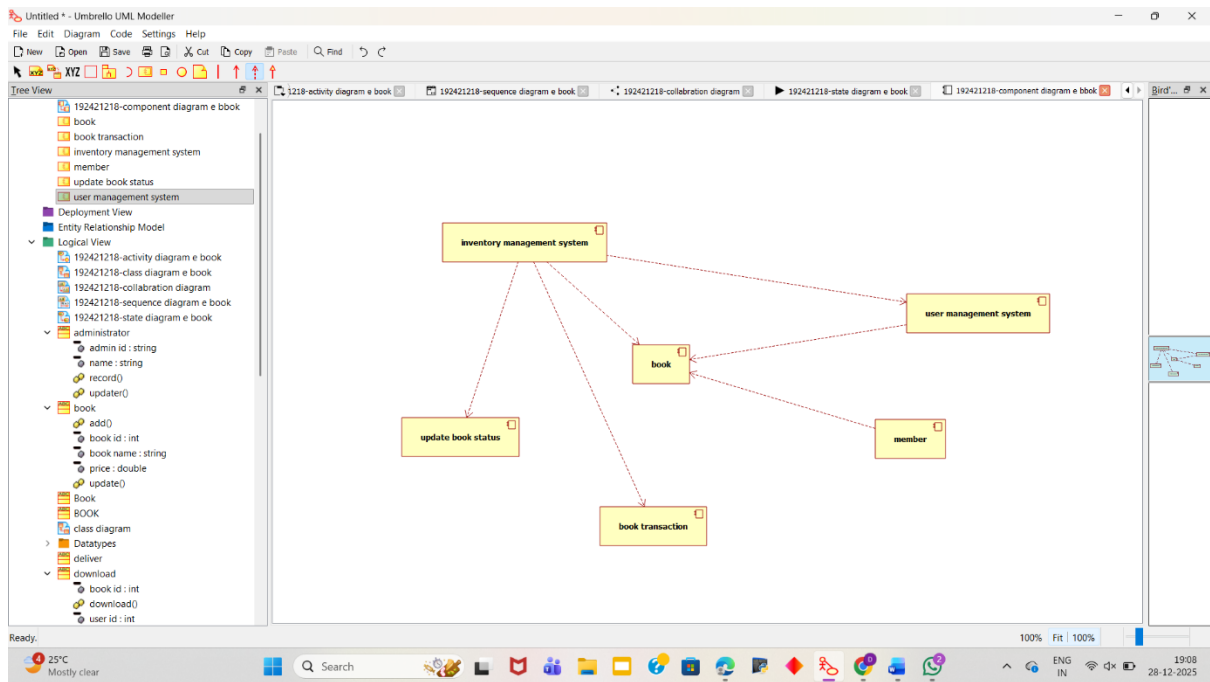 Untitled * - Umbrello UML Modeller
File Edit Diagram Code Settings Help
New Open Save Cut Copy Paste Find
XYZ XYZ
Tree View
1218-activity diagram e book 192421218-sequence diagram e book 192421218-collabration diagram 192421218-state diagram e book 192421218-component diagram e bbok
Bird'...
192421218-component diagram e bbok
book
book transaction
inventory management system
member
update book status
user management system
Deployment View
Entity Relationship Model
Logical View
192421218-activity diagram e book
192421218-class diagram e book
192421218-collabration diagram
192421218-sequence diagram e book
192421218-state diagram e book
administrator
admin id : string
name : string
record()
updater()
book
add()
book id : int
book name : string
price : double
update()
Book
BOOK
class diagram
Datatypes
deliver
download
book id : int
download()
user id : int
inventory management system
user management system
book
update book status
member
book transaction
Ready.
100% Fit 100%
4
25°C
Mostly clear
Search
ENG
IN
19:08
28-12-2025